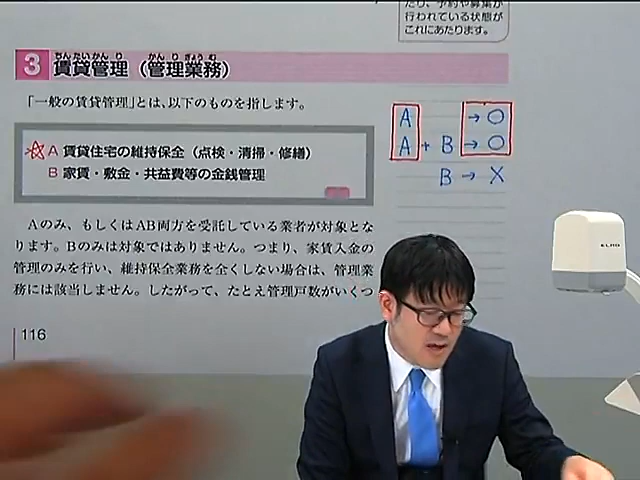 たり、予約や募集が
行われている状態が
これにあたります。
3 賃貸管理（管理業務）
ちんたいかんり かんりぎょうむ
「一般の賃貸管理」とは、以下のものを指します。
A 賃貸住宅の維持保全（点検・清掃・修繕）
B 家賃・敷金・共益費等の金銭管理
A → ○
A + B → ○
B → X
Aのみ、もしくはAB両方を受託している業者が対象とな
ります。Bのみは対象ではありません。つまり、家賃入金の
管理のみを行い、維持保全業務を全くしない場合は、管理業
務には該当しません。したがって、たとえ管理戸数がいくつ
116
ELMO